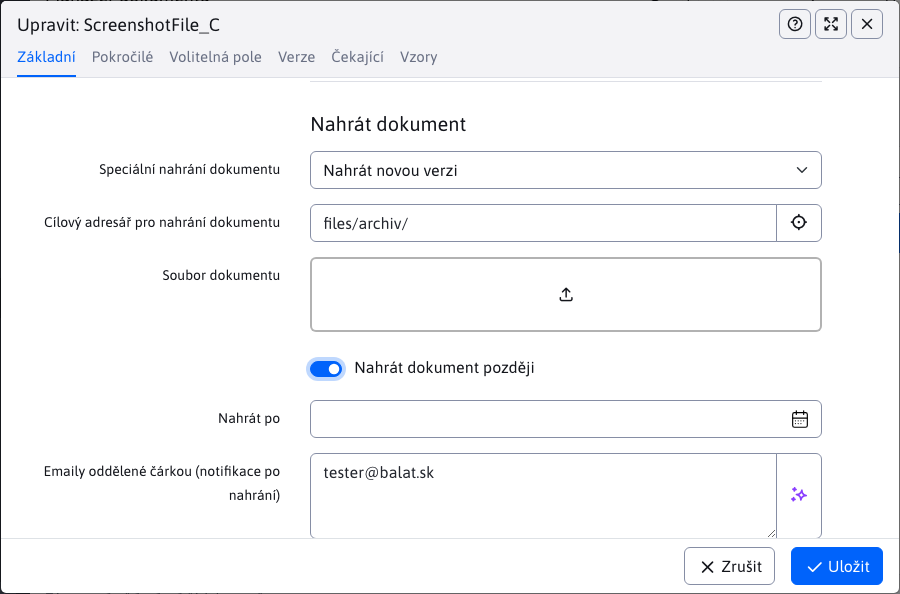 Upravit: ScreenshotFile_C
Základní Pokročilé Volitelná pole Verze Čekající Vzory
Nahrát dokument
Speciální nahrání dokumentu
Nahrát novou verzi
Cílový adresář pro nahrání dokumentu
files/archiv/
Soubor dokumentu
Nahrát dokument později
Nahrát po
Emaily oddělené čárkou (notifikace po
nahrání)
tester@balat.sk
Zrušit
Uložit